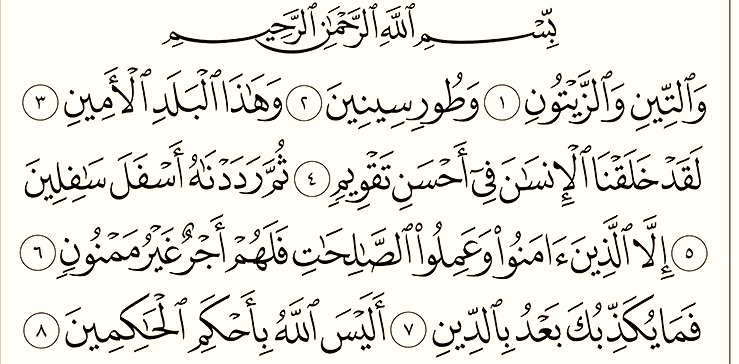 بِسْمِ ٱللَّهِ ٱلرَّحْمَٰنِ ٱلرَّحِيمِ
وَٱلتِّينِ وَٱلزَّيْتُونِ ١ وَطُورِ سِينِينَ ٢ وَهَٰذَا ٱلْبَلَدِ ٱلْأَمِينِ ٣
لَقَدْ خَلَقْنَا ٱلْإِنسَٰنَ فِىٓ أَحْسَنِ تَقْوِيمٍ ٤ ثُمَّ رَدَدْنَٰهُ أَسْفَلَ سَٰفِلِينَ
٥ إِلَّا ٱلَّذِينَ ءَامَنُوا۟ وَعَمِلُوا۟ ٱلصَّٰلِحَٰتِ فَلَهُمْ أَجْرٌ غَيْرُ مَمْنُونٍ ٦
فَمَا يُكَذِّبُكَ بَعْدُ بِٱلدِّينِ ٧ أَلَيْسَ ٱللَّهُ بِأَحْكَمِ ٱلْحَٰكِمِينَ ٨